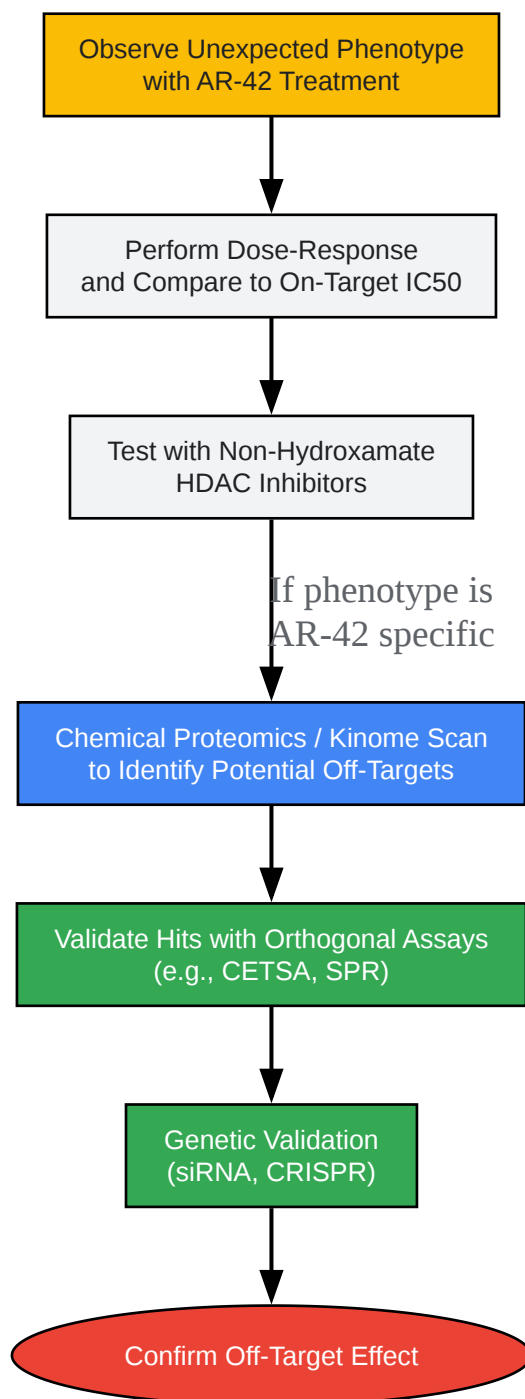 Observe Unexpected Phenotype
with AR-42 Treatment
Perform Dose-Response
and Compare to On-Target IC50
Test with Non-Hydroxamate
HDAC Inhibitors
If phenotype is
AR-42 specific
Chemical Proteomics / Kinome Scan
to Identify Potential Off-Targets
Validate Hits with Orthogonal Assays
(e.g., CETSA, SPR)
Genetic Validation
(siRNA, CRISPR)
Confirm Off-Target Effect